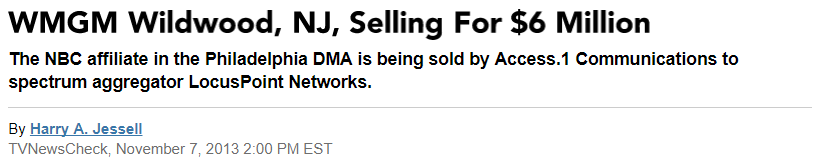 WMGM Wildwood, NJ, Selling For $6 Million
The NBC affiliate in the Philadelphia DMA is being sold by Access.1 Communications to
spectrum aggregator LocusPoint Networks.
By Harry A. Jessell
TVNewsCheck, November 7, 2013 2:00 PM EST